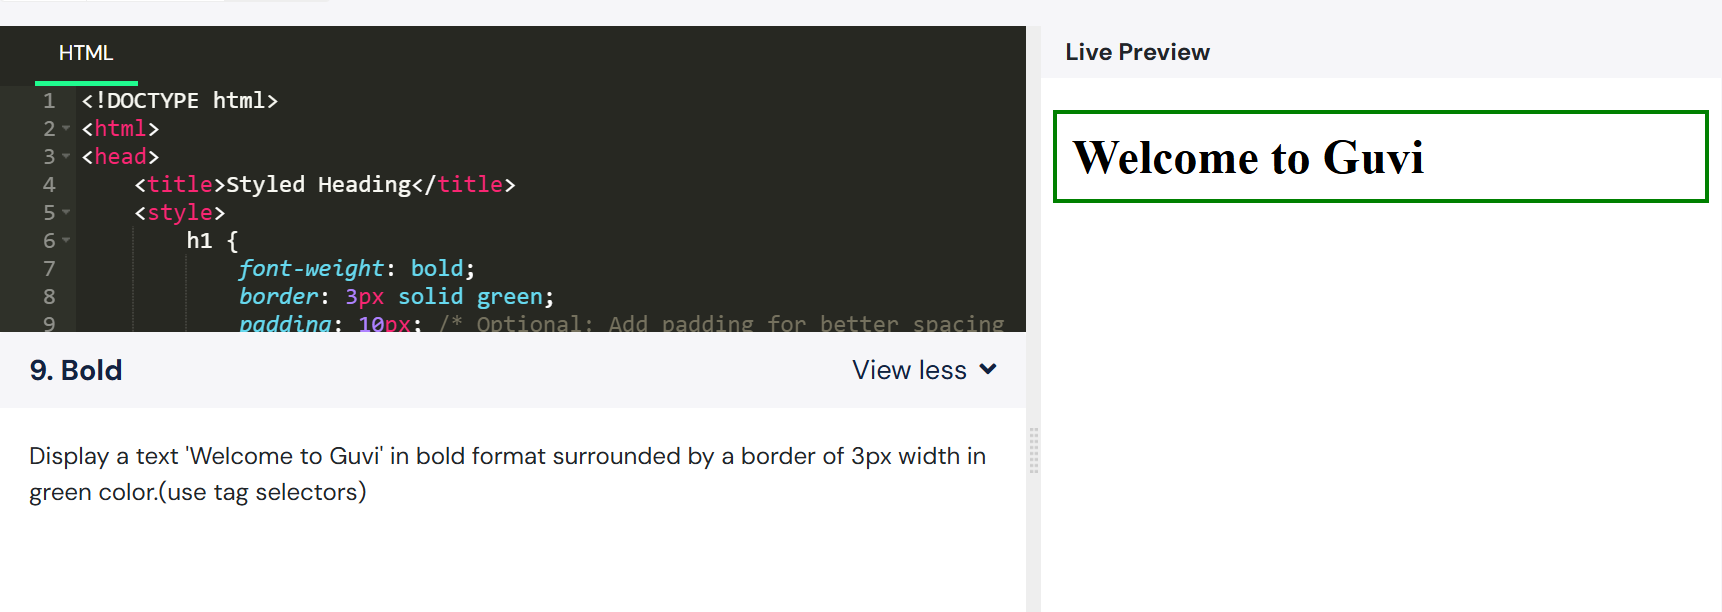 HTML
1 <!DOCTYPE html>
2 <html>
3 <head>
4 <title>Styled Heading</title>
5 <style>
6 h1 {
7 font-weight: bold;
8 border: 3px solid green;
9 padding: 10px; /* Optional: Add padding for better spacing
9. Bold
View less
Display a text 'Welcome to Guvi' in bold format surrounded by a border of 3px width in
green color.(use tag selectors)
Live Preview
Welcome to Guvi